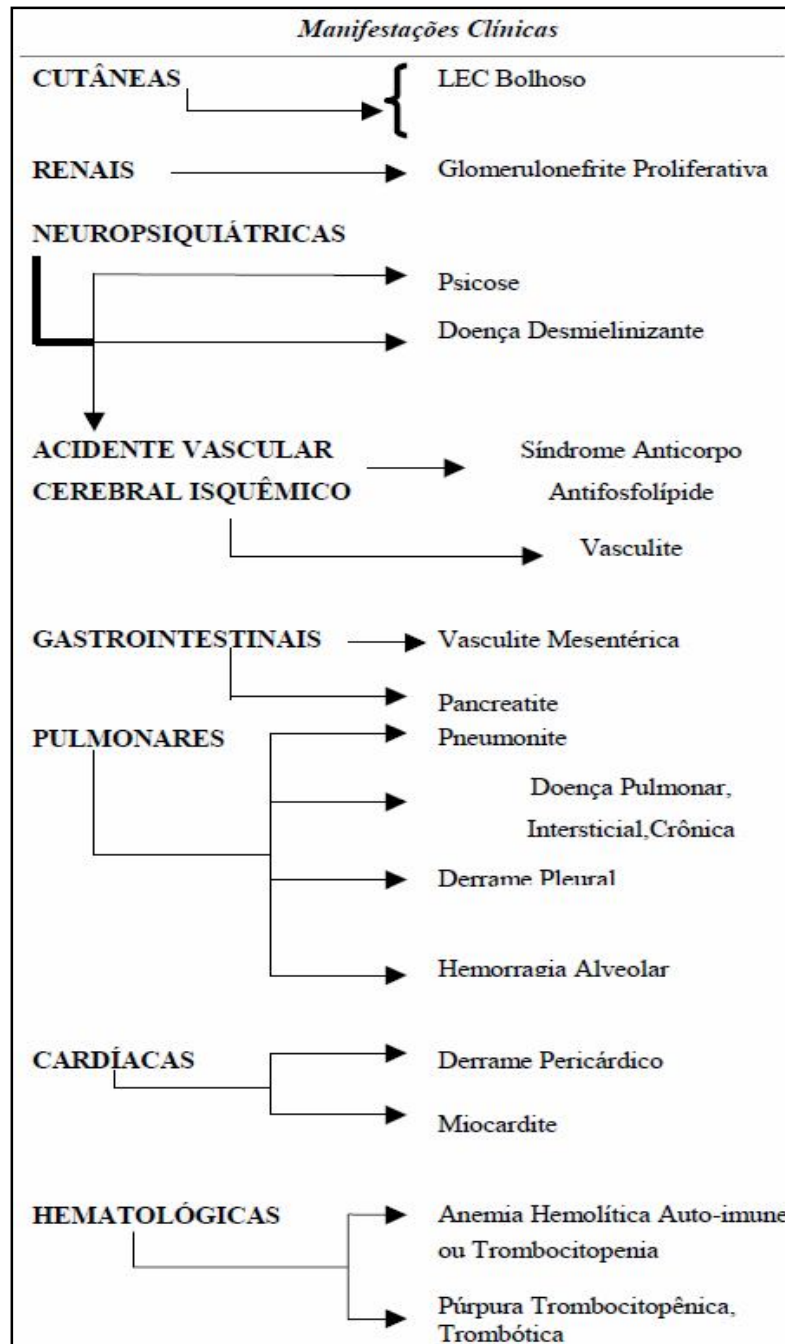 Manifestações Clínicas
CUTÂNEAS
LEC Bolhoso
RENAIS
Glomerulonefrite Proliferativa
NEUROPSIQUIÁTRICAS
Psicose
Doença Desmielinizante
ACIDENTE VASCULAR
CEREBRAL ISQUÊMICO
Síndrome Anticorpo
Antifosfolípide
Vasculite
GASTROINTESTINAIS
Vasculite Mesentérica
Pancreatite
PULMONARES
Pneumonite
Doença Pulmonar,
Intersticial,Crônica
Derrame Pleural
Hemorragia Alveolar
CARDÍACAS
Derrame Pericárdico
Miocardite
HEMATOLÓGICAS
Anemia Hemolítica Auto-imune
ou Trombocitopenia
Púrpura Trombocitopênica,
Trombótica